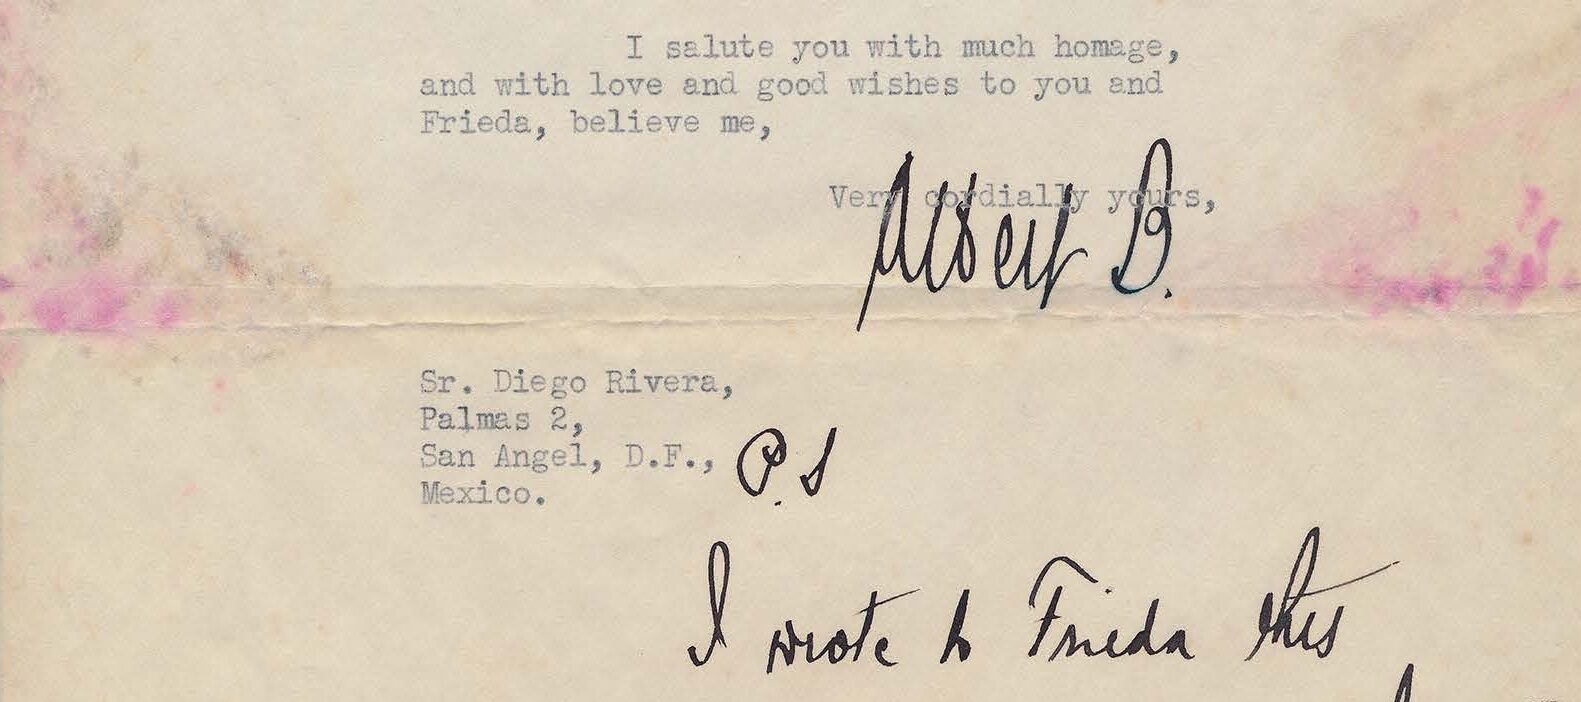 I salute you with much homage,
and with love and good wishes to you and
Frieda, believe me,
Very cordially yours,
Albert B.
Sr. Diego Rivera,
Palmas 2,
San Angel, D.F.,
Mexico.
P.S
I wrote to Frieda this